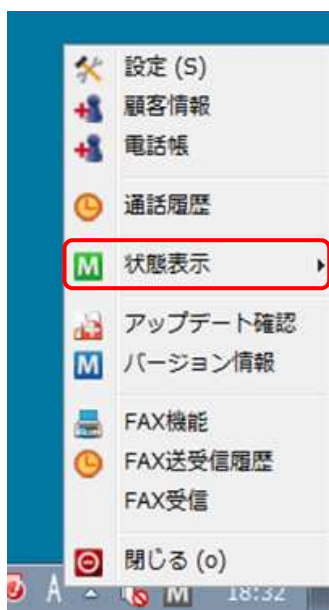 設定 (S)
顧客情報
電話帳
通話履歴
M 状態表示
アップデート確認
M バージョン情報
FAX機能
FAX送受信履歴
FAX受信
閉じる (o)
A M 18:32